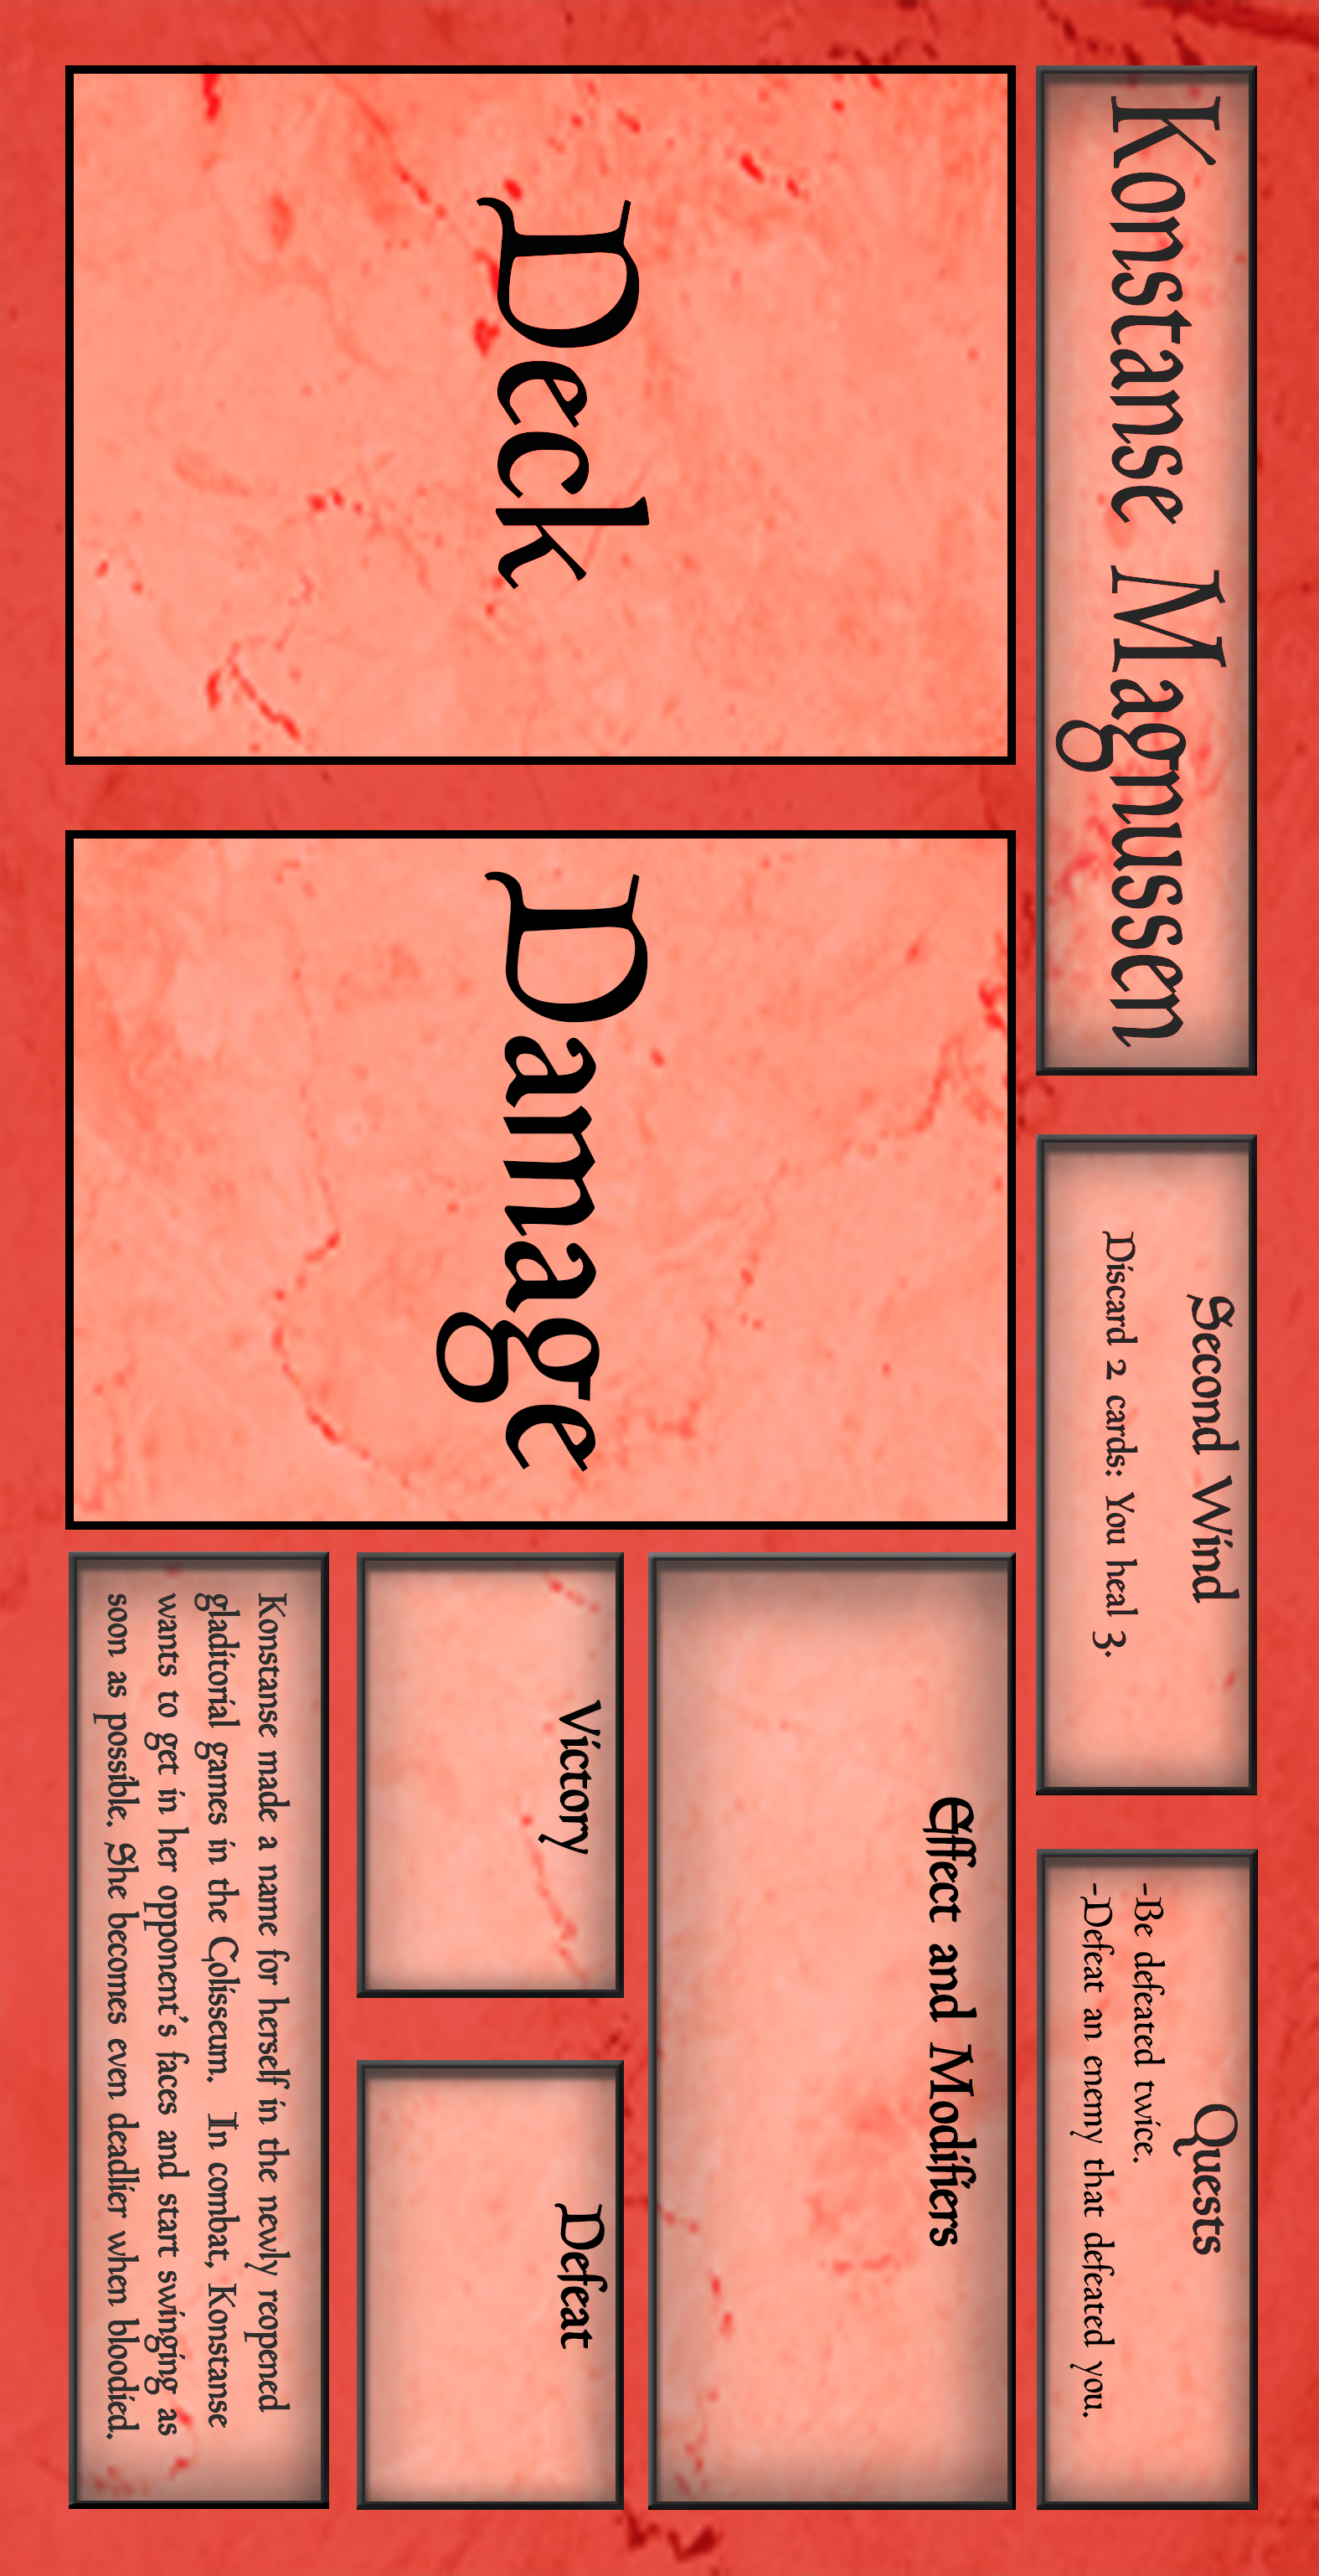 Konstanse Magnussen
Second Wind
Discard 2 cards: You heal 3.
Quests
-Be defeated twice.
-Defeat an enemy that defeated you.
Deck
Damage
Effect and Modifiers
Victory
Defeat
Konstanse made a name for herself in the newly reopened
gladitorial games in the Colisseum. In combat, Konstanse
wants to get in her opponent's faces and start swinging as
soon as possible. She becomes even deadlier when bloodied.